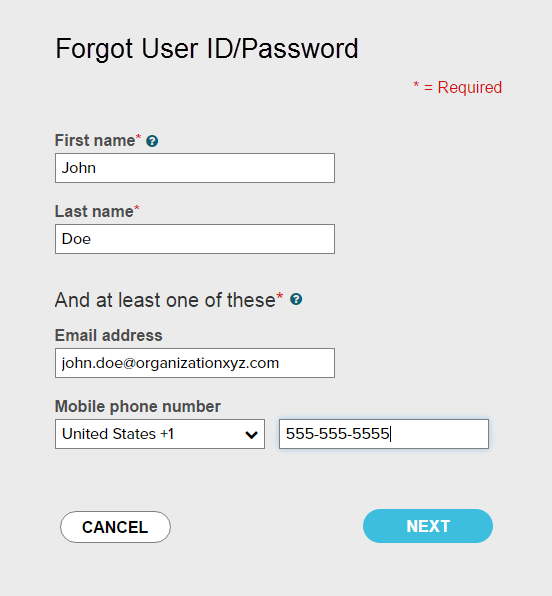 Forgot User ID/Password
* = Required
First name* ?
John
Last name*
Doe
And at least one of these* ?
Email address
john.doe@organizationxyz.com
Mobile phone number
United States +1 555-555-5555
CANCEL NEXT